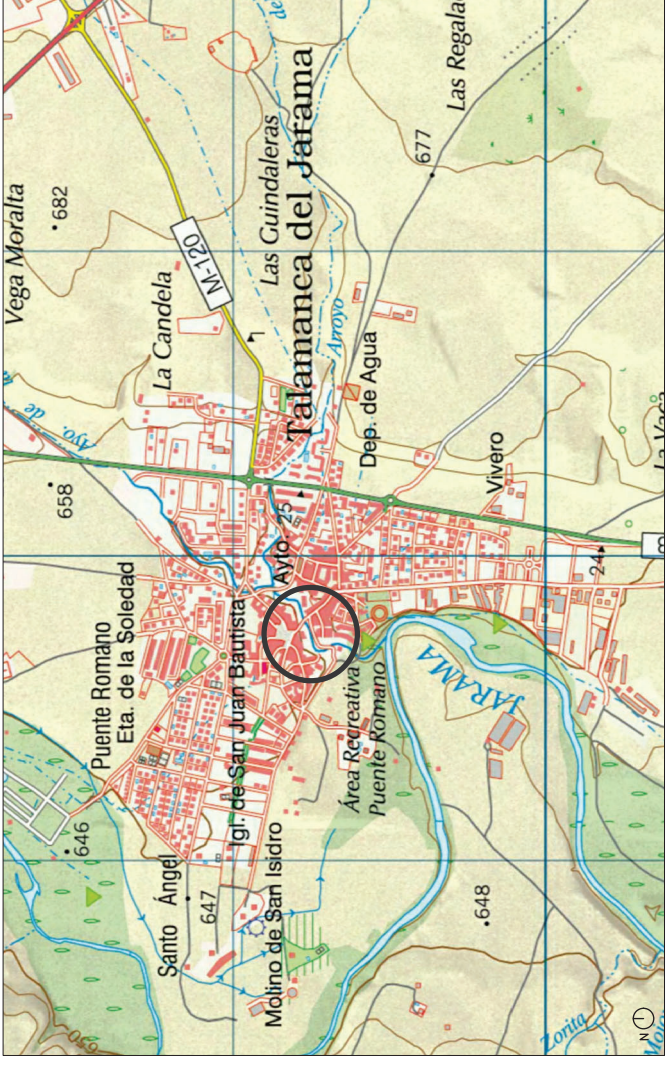 Vega Moralta
682
de
Las Regala
Las Guindaleras
Talamanca del Jarama
677
M-120
La Candela
Arroyo
Dep. de Agua
Vivero
Ayo. de la
658
Ayto.
25
24
Puente Romano
Eta. de la Soledad
Igl. de San Juan Bautista
Área Recreativa
Puente Romano
JARAMA
646
Santo Ángel
647
Molino de San Isidro
648
650
Zorita
N